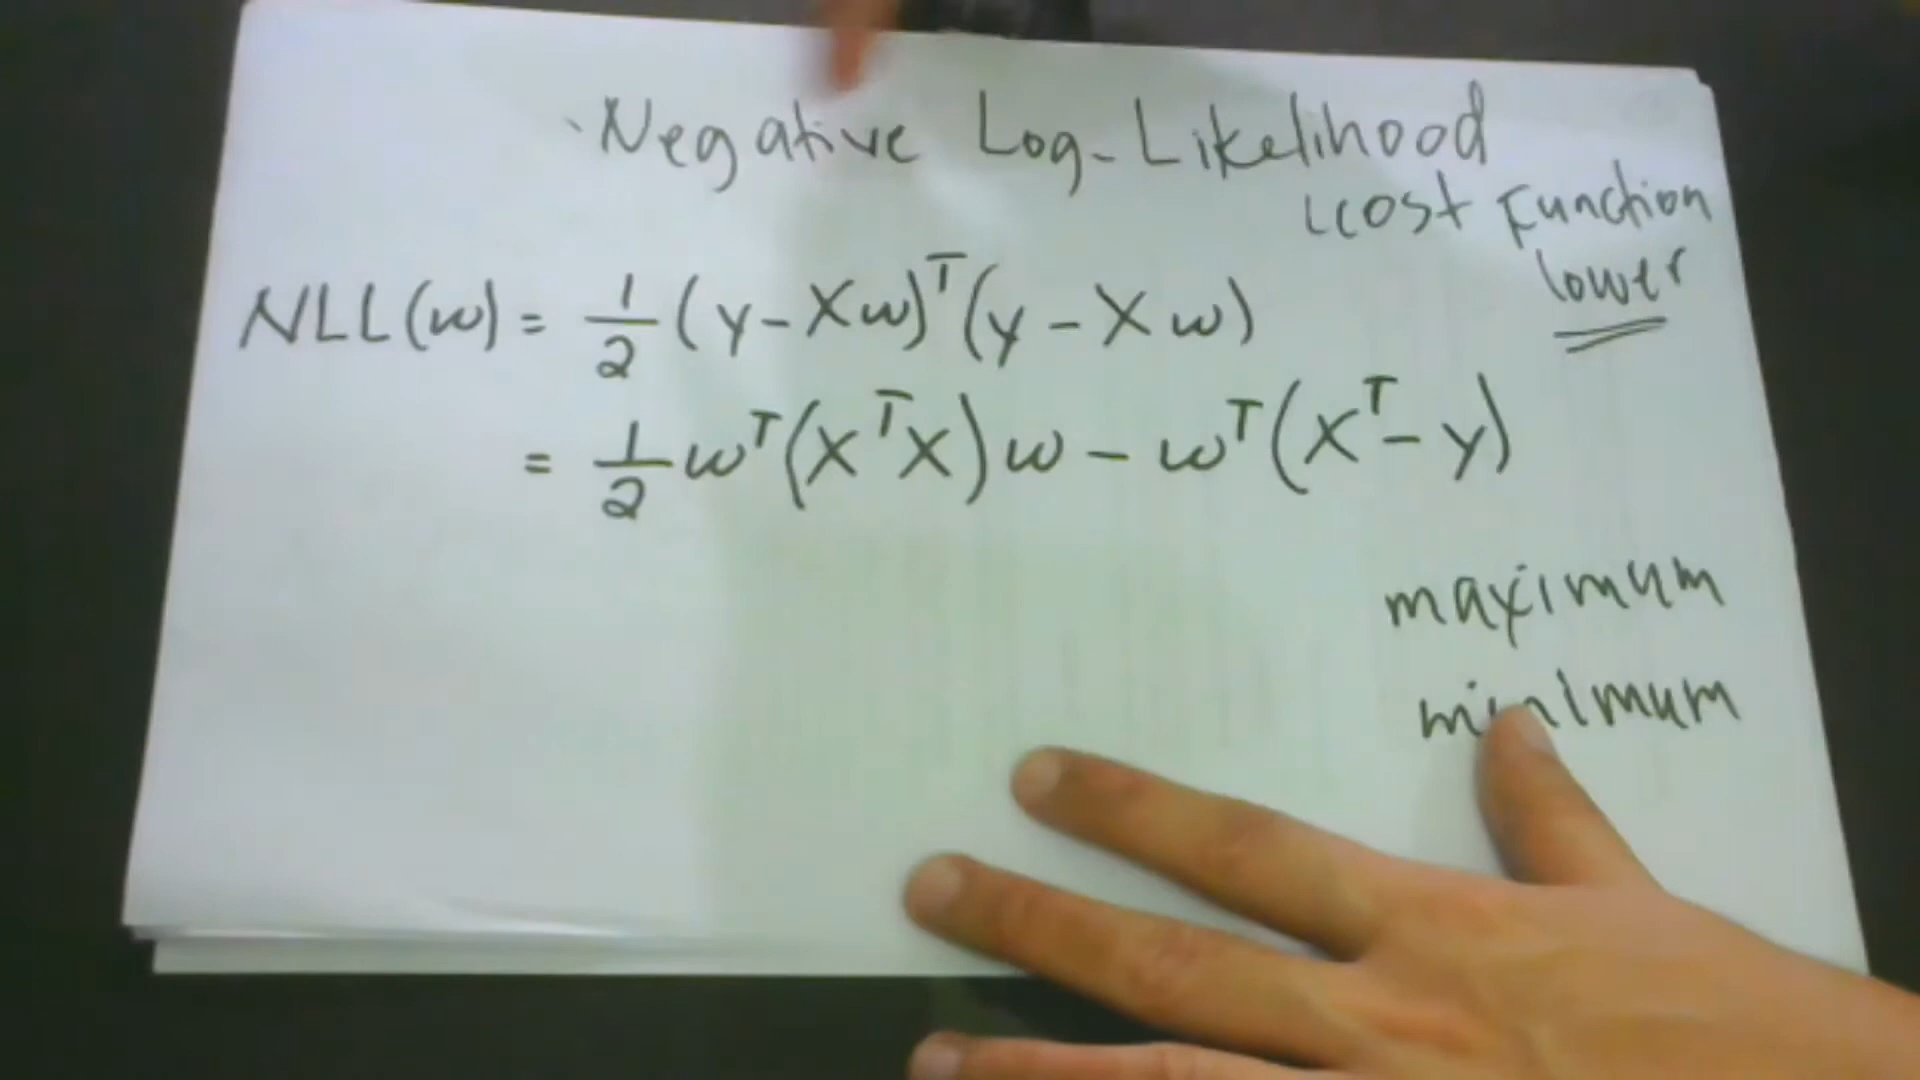 Negative Log-Likelihood
Cost Function
lower
NLL(w) = 1/2 (y - Xw)^T (y - Xw)
= 1/2 w^T (X^T X) w - w^T (X^T - y)
maximum
minimum